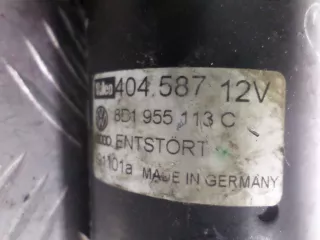 404.587 12V
8D1 955 113 C
ENTSTÖRT
MADE IN GERMANY